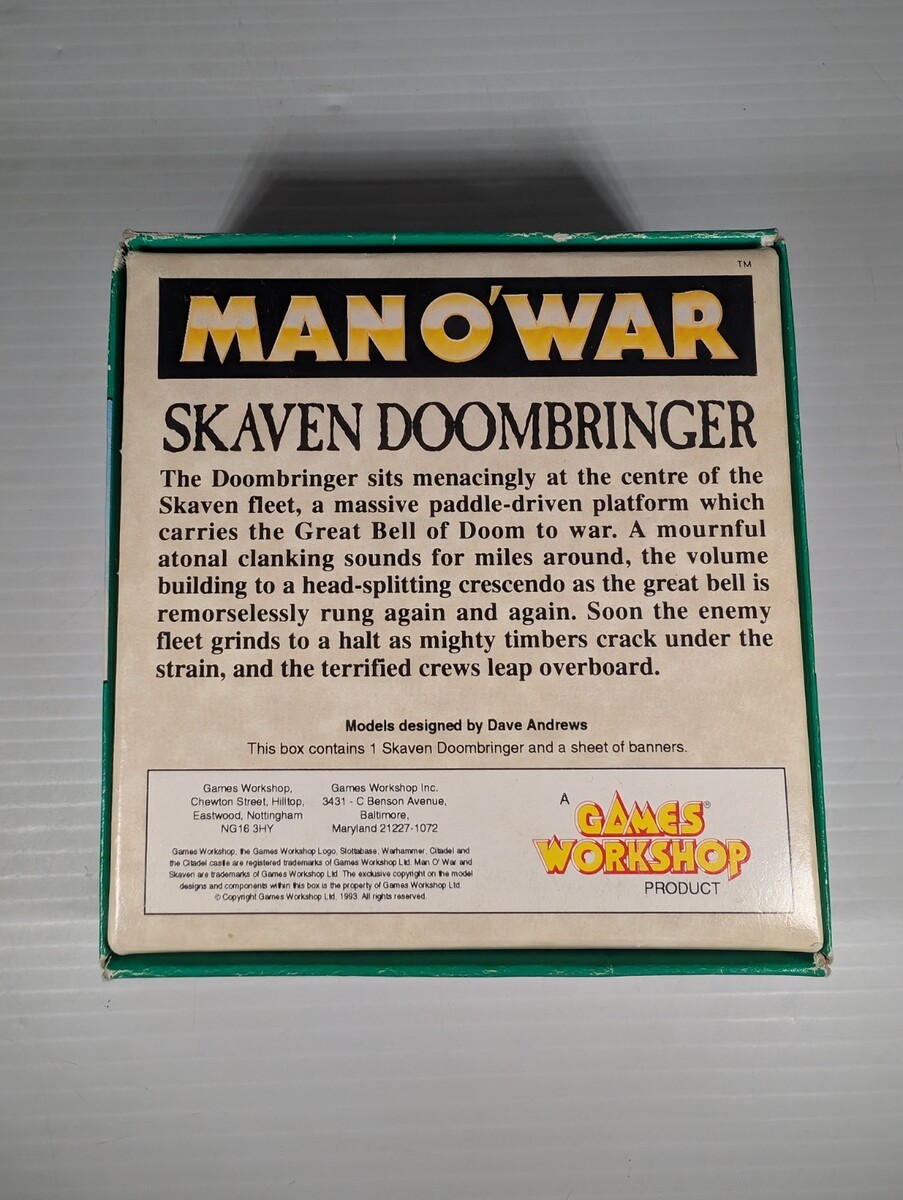 TM
MAN O'WAR
SKAVEN DOOMBRINGER
The Doombringer sits menacingly at the centre of the
Skaven fleet, a massive paddle-driven platform which
carries the Great Bell of Doom to war. A mournful
atonal clanking sounds for miles around, the volume
building to a head-splitting crescendo as the great bell is
remorselessly rung again and again. Soon the enemy
fleet grinds to a halt as mighty timbers crack under the
strain, and the terrified crews leap overboard.
Models designed by Dave Andrews
This box contains 1 Skaven Doombringer and a sheet of banners.
Games Workshop,
Chewton Street, Hilltop,
Eastwood, Nottingham
NG16 3HY
Games Workshop Inc.
3431 - C Benson Avenue,
Baltimore,
Maryland 21227-1072
Games Workshop, the Games Workshop Logo, Slottabase, Warhammer, Citadel and
the Citadel castle are registered trademarks of Games Workshop Ltd. Man O' War and
Skaven are trademarks of Games Workshop Ltd. The exclusive copyright on the model
designs and components within this box is the property of Games Workshop Ltd.
© Copyright Games Workshop Ltd, 1993. All rights reserved.
A
GAMES®
WORKSHOP
PRODUCT